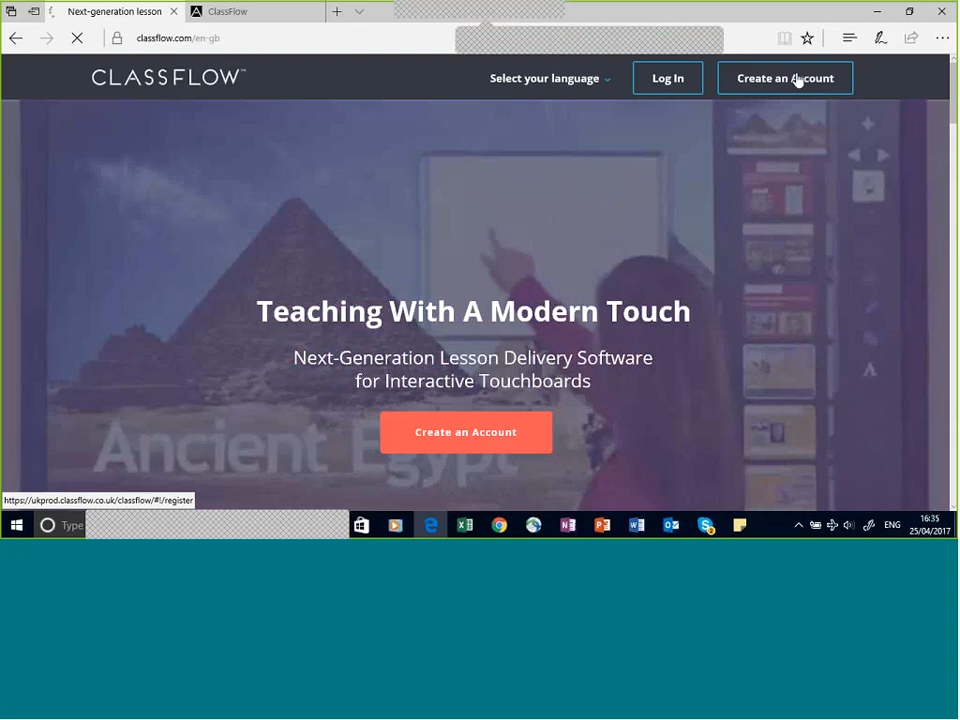 Next-generation lesson
ClassFlow
classflow.com/en-gb
CLASSFLOW™
Select your language
Log In
Create an Account
Teaching With A Modern Touch
Next-Generation Lesson Delivery Software
for Interactive Touchboards
Create an Account
Ancient Egypt
https://ukprod.classflow.co.uk/classflow/#!/register
Type
ENG
16:35
25/04/2017